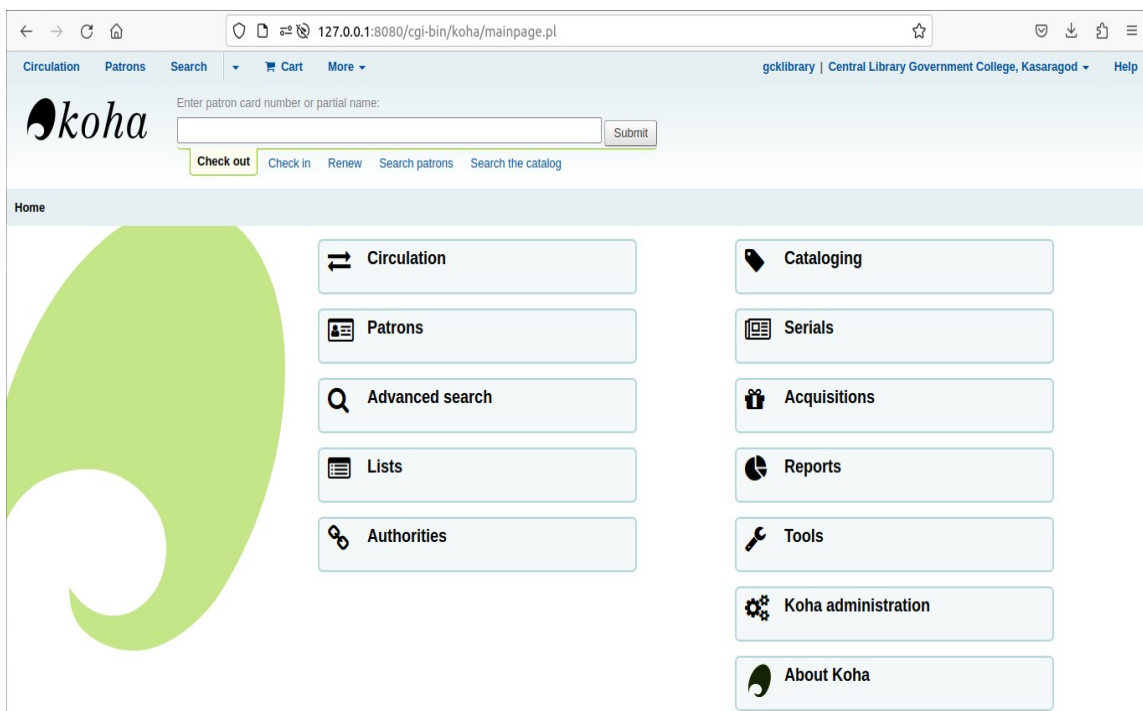 127.0.0.1:8080/cgi-bin/koha/mainpage.pl
Circulation Patrons Search Cart More gcklibrary | Central Library Government College, Kasaragod Help
koha
Enter patron card number or partial name:
Submit
Check out Check in Renew Search patrons Search the catalog
Home
Circulation
Patrons
Advanced search
Lists
Authorities
Cataloging
Serials
Acquisitions
Reports
Tools
Koha administration
About Koha